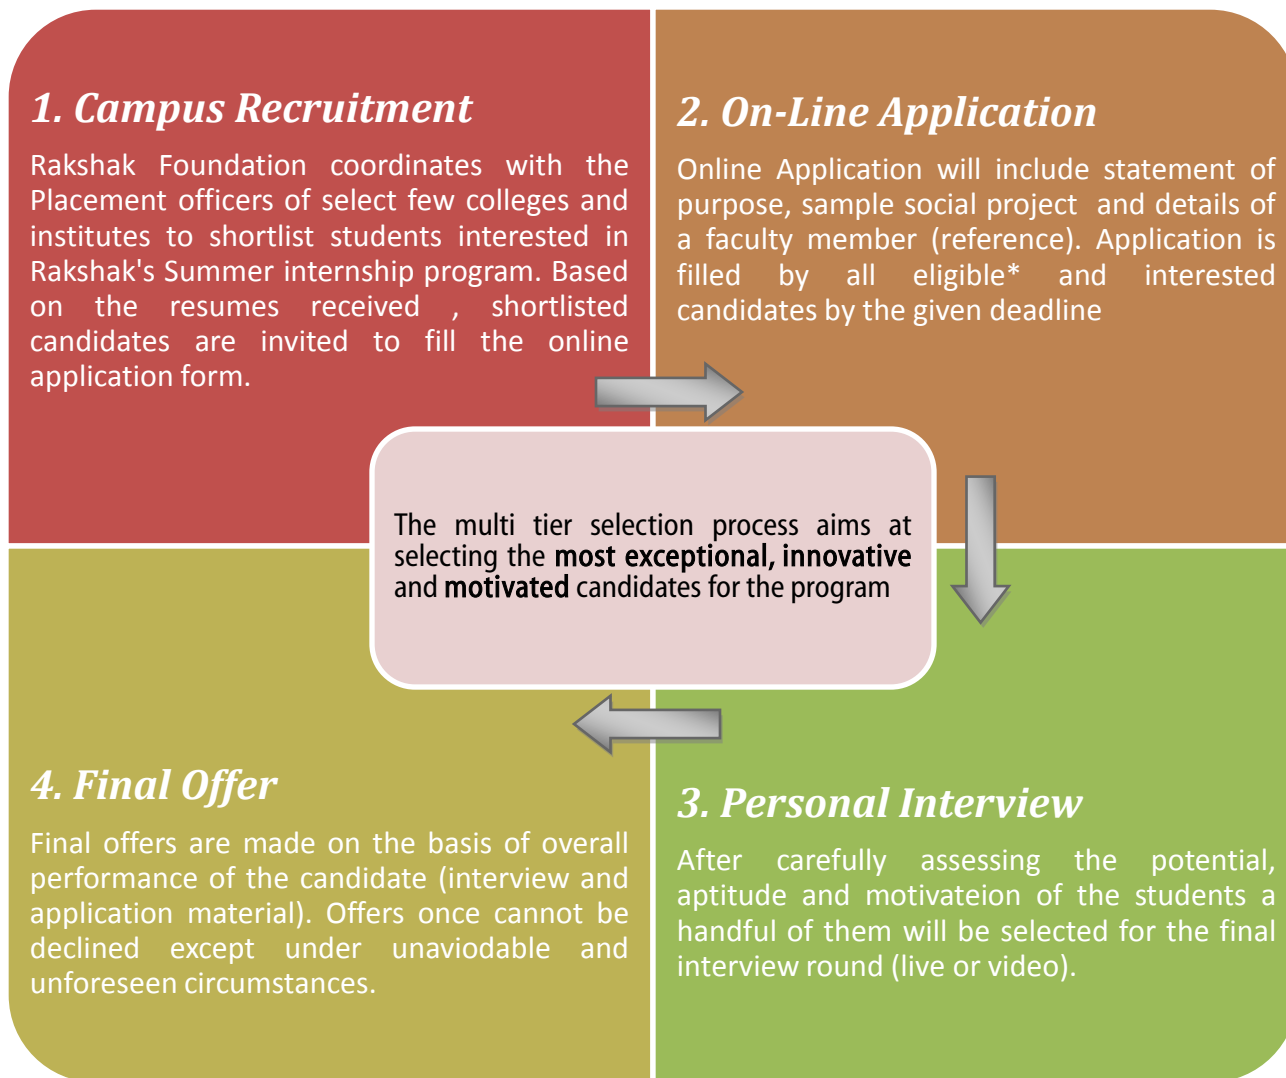 1. Campus Recruitment
Rakshak Foundation coordinates with the
Placement officers of select few colleges and
institutes to shortlist students interested in
Rakshak's Summer internship program. Based
on the resumes received , shortlisted
candidates are invited to fill the online
application form.
2. On-Line Application
Online Application will include statement of
purpose, sample social project and details of
a faculty member (reference). Application is
filled by all eligible* and interested
candidates by the given deadline
The multi tier selection process aims at
selecting the most exceptional, innovative
and motivated candidates for the program
3. Personal Interview
After carefully assessing the potential,
aptitude and motivateion of the students a
handful of them will be selected for the final
interview round (live or video).
4. Final Offer
Final offers are made on the basis of overall
performance of the candidate (interview and
application material). Offers once cannot be
declined except under unaviodable and
unforeseen circumstances.